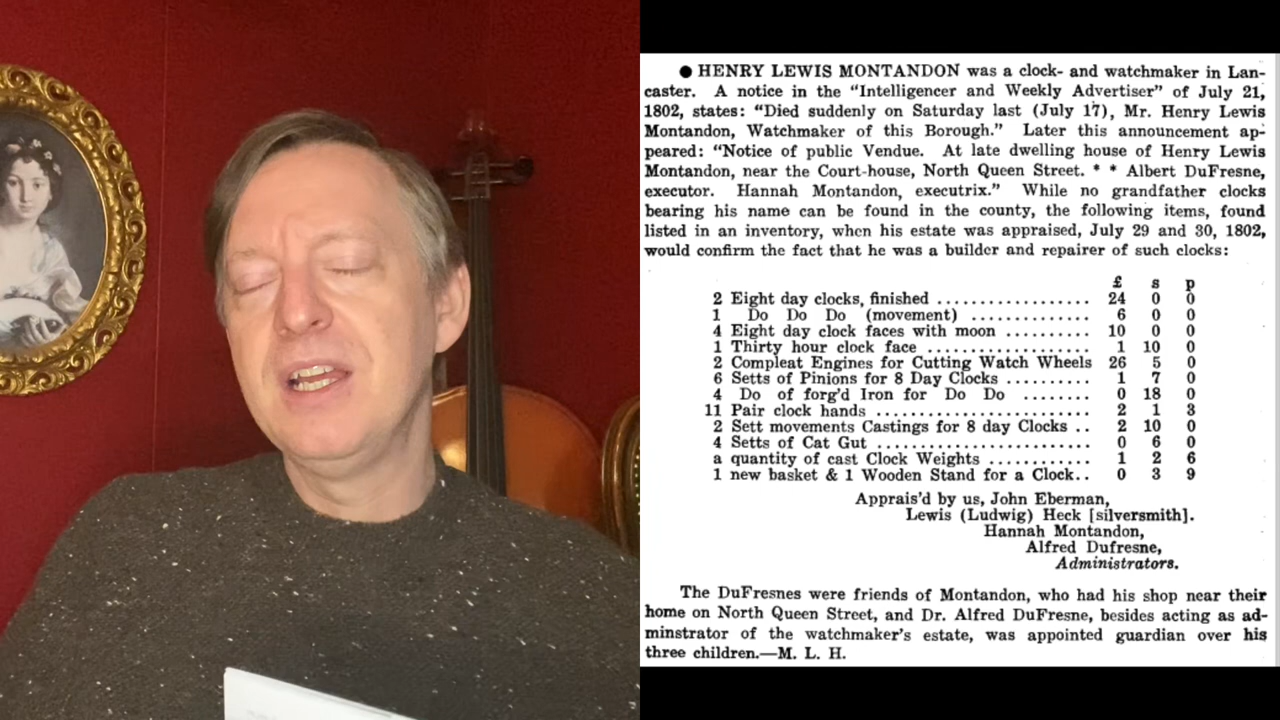 ● HENRY LEWIS MONTANDON was a clock- and watchmaker in Lan-
caster. A notice in the "Intelligencer and Weekly Advertiser" of July 21,
1802, states: "Died suddenly on Saturday last (July 17), Mr. Henry Lewis
Montandon, Watchmaker of this Borough." Later this announcement ap-
peared: "Notice of public Vendue. At late dwelling house of Henry Lewis
Montandon, near the Court-house, North Queen Street. * * Albert DuFresne,
executor. Hannah Montandon, executrix." While no grandfather clocks
bearing his name can be found in the county, the following items, found
listed in an inventory, when his estate was appraised, July 29 and 30, 1802,
would confirm the fact that he was a builder and repairer of such clocks:
£ s p
2 Eight day clocks, finished .................. 24 0 0
1 Do Do Do (movement) .............. 6 0 0
4 Eight day clock faces with moon .......... 10 0 0
1 Thirty hour clock face .................... 1 10 0
2 Compleat Engines for Cutting Watch Wheels 26 5 0
6 Setts of Pinions for 8 Day Clocks .......... 1 7 0
4 Do of forg'd Iron for Do Do ........ 0 18 0
11 Pair clock hands .......................... 2 1 3
2 Sett movements Castings for 8 day Clocks .. 2 10 0
4 Setts of Cat Gut .......................... 0 6 0
a quantity of cast Clock Weights ............ 1 2 6
1 new basket & 1 Wooden Stand for a Clock.. 0 3 9
Apprais'd by us, John Eberman,
Lewis (Ludwig) Heck [silversmith].
Hannah Montandon,
Alfred Dufresne,
Administrators.
The DuFresnes were friends of Montandon, who had his shop near their
home on North Queen Street, and Dr. Alfred DuFresne, besides acting as ad-
minstrator of the watchmaker's estate, was appointed guardian over his
three children.—M. L. H.